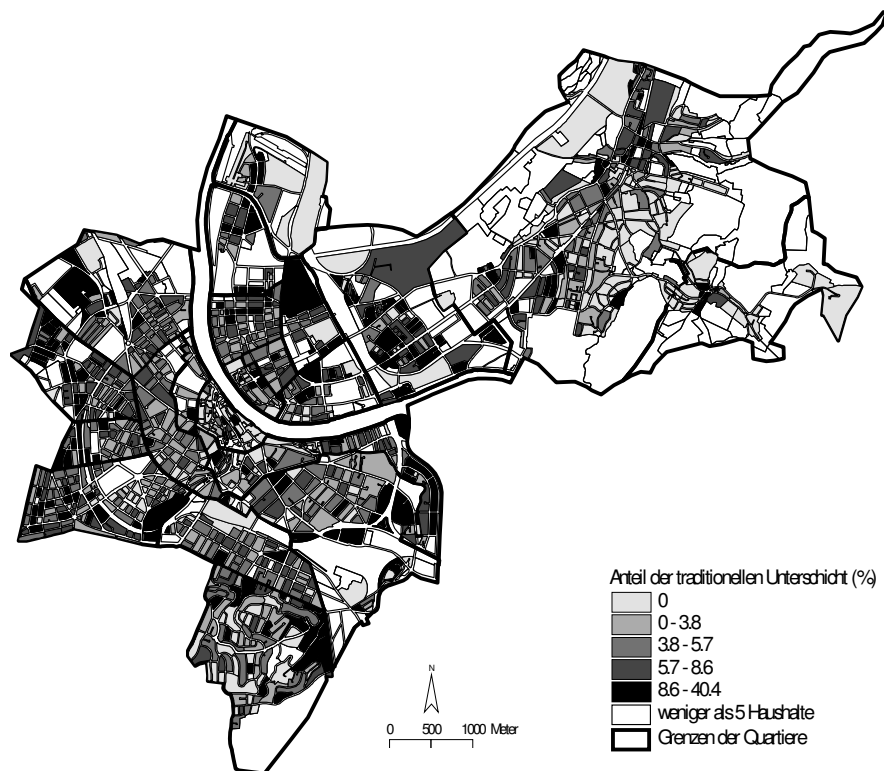 Anteil der traditionellen Unterschicht (%)
0
0 - 3.8
3.8 - 5.7
5.7 - 8.6
8.6 - 40.4
weniger als 5 Haushalte
Grenzen der Quartiere
N
0 500 1000 Meter